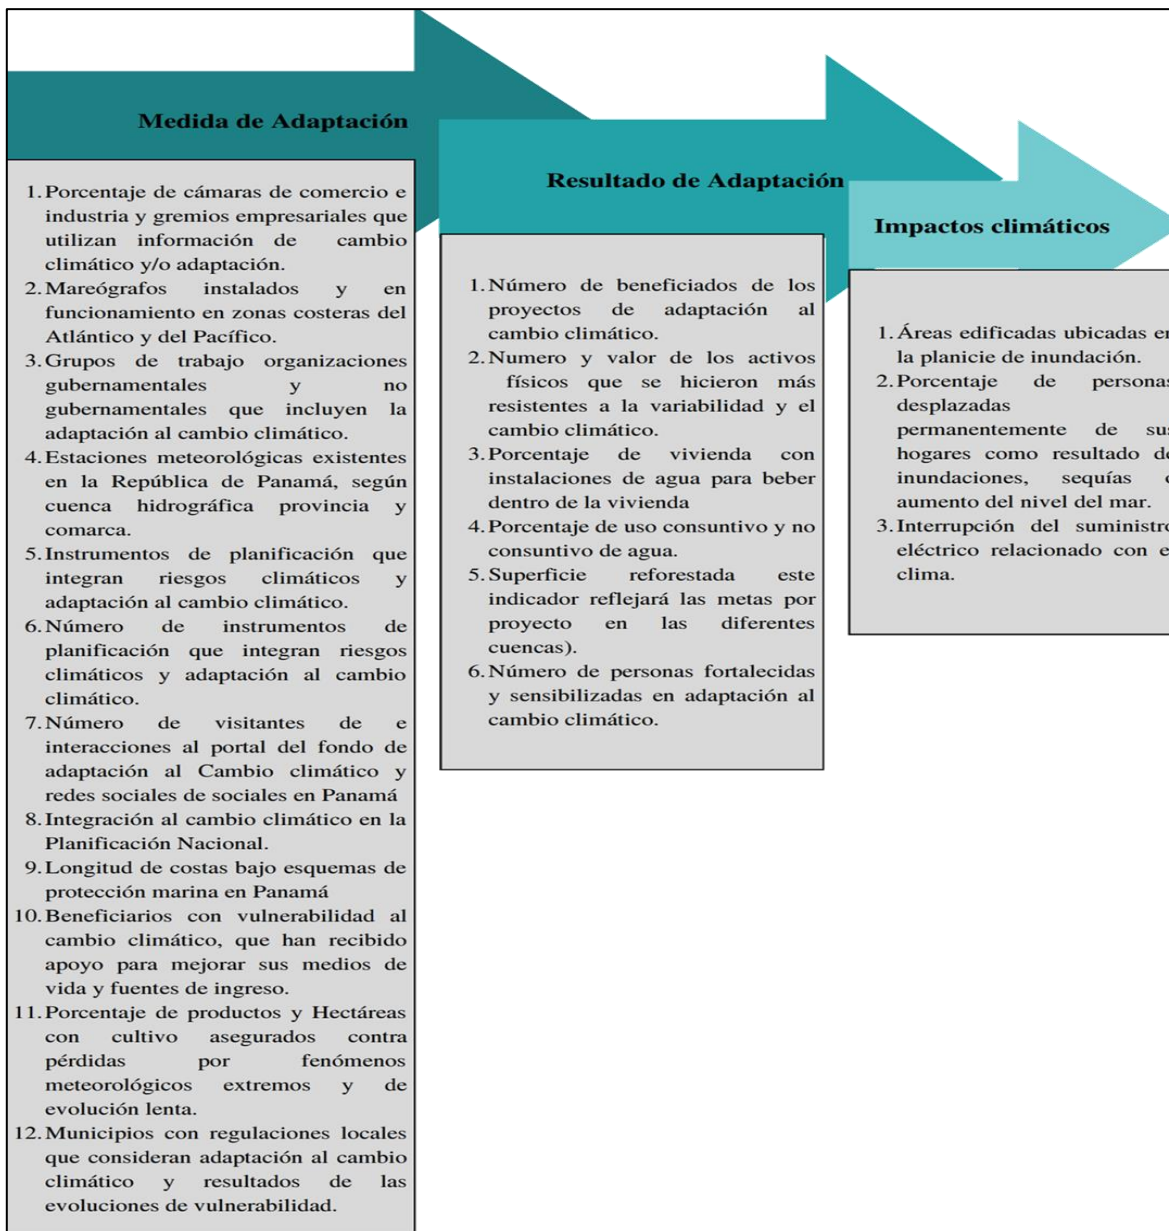 Medida de Adaptación
1. Porcentaje de cámaras de comercio e
industria y gremios empresariales que
utilizan información de cambio
climático y/o adaptación.
2. Mareógrafos instalados y en
funcionamiento en zonas costeras del
Atlántico y del Pacífico.
3. Grupos de trabajo organizaciones
gubernamentales y no
gubernamentales que incluyen la
adaptación al cambio climático.
4. Estaciones meteorológicas existentes
en la República de Panamá, según
cuenca hidrográfica provincia y
comarca.
5. Instrumentos de planificación que
integran riesgos climáticos y
adaptación al cambio climático.
6. Número de instrumentos de
planificación que integran riesgos
climáticos y adaptación al cambio
climático.
7. Número de visitantes de e
interacciones al portal del fondo de
adaptación al Cambio climático y
redes sociales de sociales en Panamá
8. Integración al cambio climático en la
Planificación Nacional.
9. Longitud de costas bajo esquemas de
protección marina en Panamá
10. Beneficiarios con vulnerabilidad al
cambio climático, que han recibido
apoyo para mejorar sus medios de
vida y fuentes de ingreso.
11. Porcentaje de productos y Hectáreas
con cultivo asegurados contra
pérdidas por fenómenos
meteorológicos extremos y de
evolución lenta.
12. Municipios con regulaciones locales
que consideran adaptación al cambio
climático y resultados de las
evoluciones de vulnerabilidad.
Resultado de Adaptación
1. Número de beneficiados de los
proyectos de adaptación al
cambio climático.
2. Numero y valor de los activos
físicos que se hicieron más
resistentes a la variabilidad y el
cambio climático.
3. Porcentaje de vivienda con
instalaciones de agua para beber
dentro de la vivienda
4. Porcentaje de uso consuntivo y no
consuntivo de agua.
5. Superficie reforestada este
indicador reflejará las metas por
proyecto en las diferentes
cuencas).
6. Número de personas fortalecidas
y sensibilizadas en adaptación al
cambio climático.
Impactos climáticos
1. Áreas edificadas ubicadas en
la planicie de inundación.
2. Porcentaje de personas
desplazadas
permanentemente de sus
hogares como resultado de
inundaciones, sequías
aumento del nivel del mar.
3. Interrupción del suministro
eléctrico relacionado con
clima.